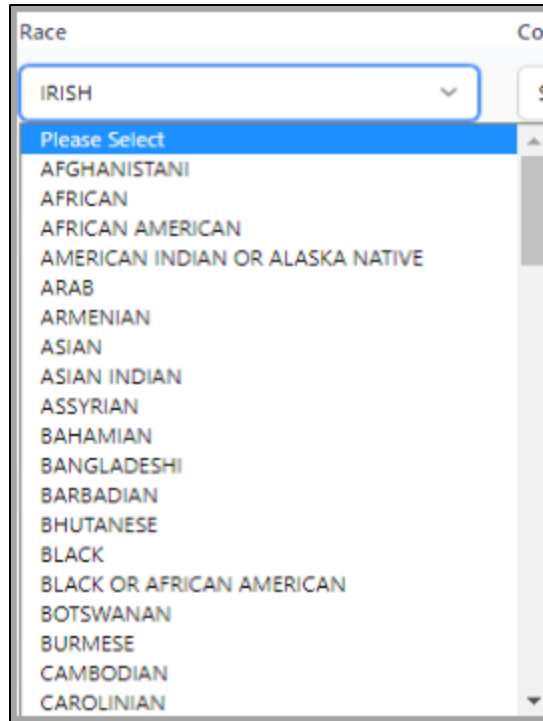 Race
Co
IRISH
Please Select
AFGHANISTANI
AFRICAN
AFRICAN AMERICAN
AMERICAN INDIAN OR ALASKA NATIVE
ARAB
ARMENIAN
ASIAN
ASIAN INDIAN
ASSYRIAN
BAHAMIAN
BANGLADESHI
BARBADIAN
BHUTANESE
BLACK
BLACK OR AFRICAN AMERICAN
BOTSWANAN
BURMESE
CAMBODIAN
CAROLINIAN